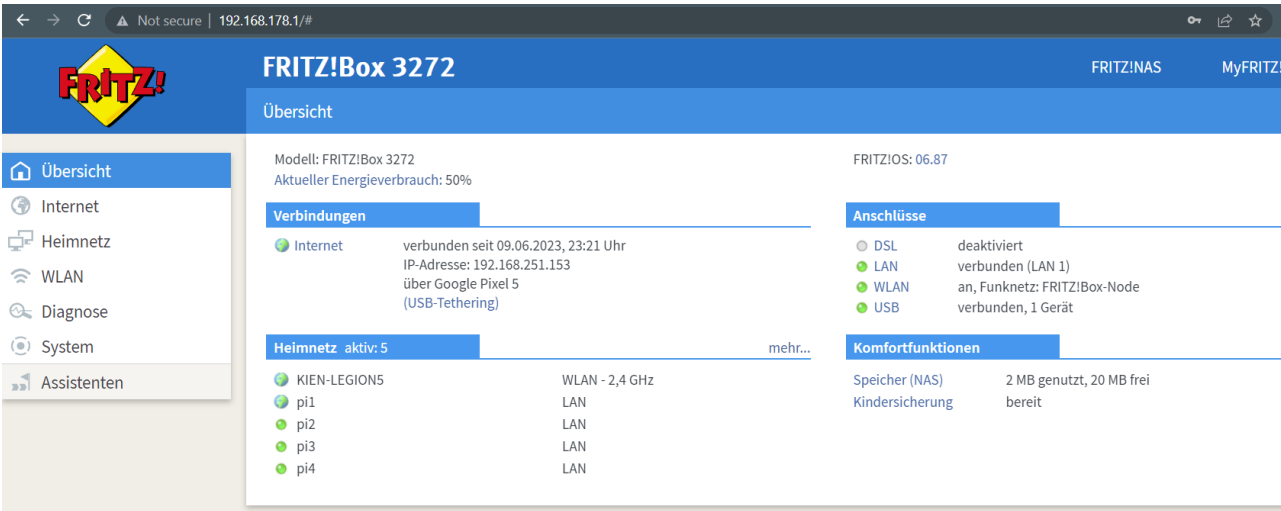 Not secure | 192.168.178.1/#
FRITZ!
FRITZ!Box 3272
FRITZ!NAS
MyFRITZ!
Übersicht
Übersicht
Internet
Heimnetz
WLAN
Diagnose
System
Assistenten
Modell: FRITZ!Box 3272
Aktueller Energieverbrauch: 50%
FRITZ!OS: 06.87
Verbindungen
Internet verbunden seit 09.06.2023, 23:21 Uhr
IP-Adresse: 192.168.251.153
über Google Pixel 5
(USB-Tethering)
Anschlüsse
DSL deaktiviert
LAN verbunden (LAN 1)
WLAN an, Funknetz: FRITZ!Box-Node
USB verbunden, 1 Gerät
Heimnetz aktiv: 5 mehr...
KIEN-LEGION5 WLAN - 2,4 GHz
pi1 LAN
pi2 LAN
pi3 LAN
pi4 LAN
Komfortfunktionen
Speicher (NAS) 2 MB genutzt, 20 MB frei
Kindersicherung bereit